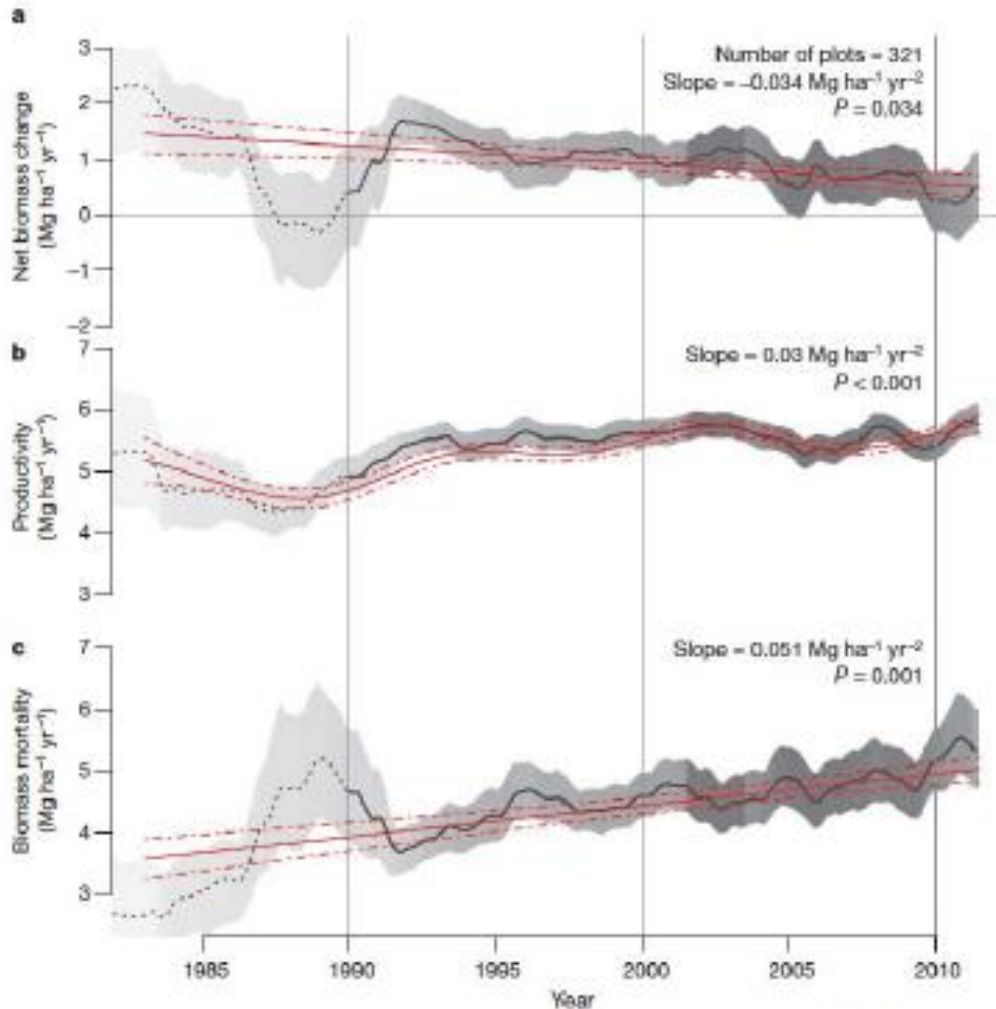 a
Number of plots = 321
Slope = –0.034 Mg ha⁻¹ yr⁻²
P = 0.034
Net biomass change
(Mg ha⁻¹ yr⁻¹)
3
2
1
0
–1
–2
b
Slope = 0.03 Mg ha⁻¹ yr⁻²
P < 0.001
Productivity
(Mg ha⁻¹ yr⁻¹)
7
6
5
4
3
c
Slope = 0.051 Mg ha⁻¹ yr⁻²
P = 0.001
Biomass mortality
(Mg ha⁻¹ yr⁻¹)
7
6
5
4
3
1985 1990 1995 2000 2005 2010
Year